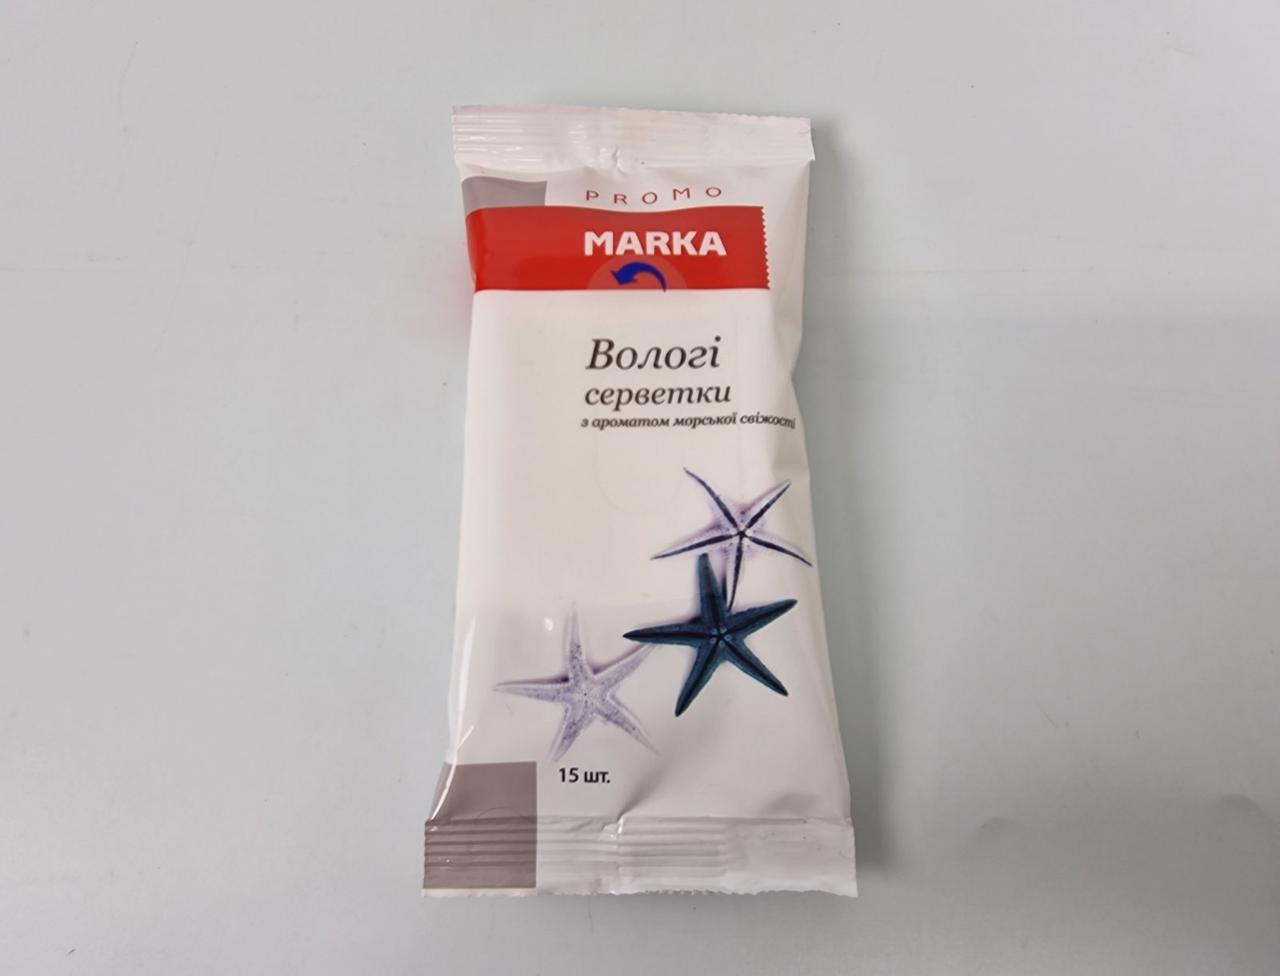 PROMO
MARKA
Вологі
серветки
з ароматом морської свіжості
15 шт.